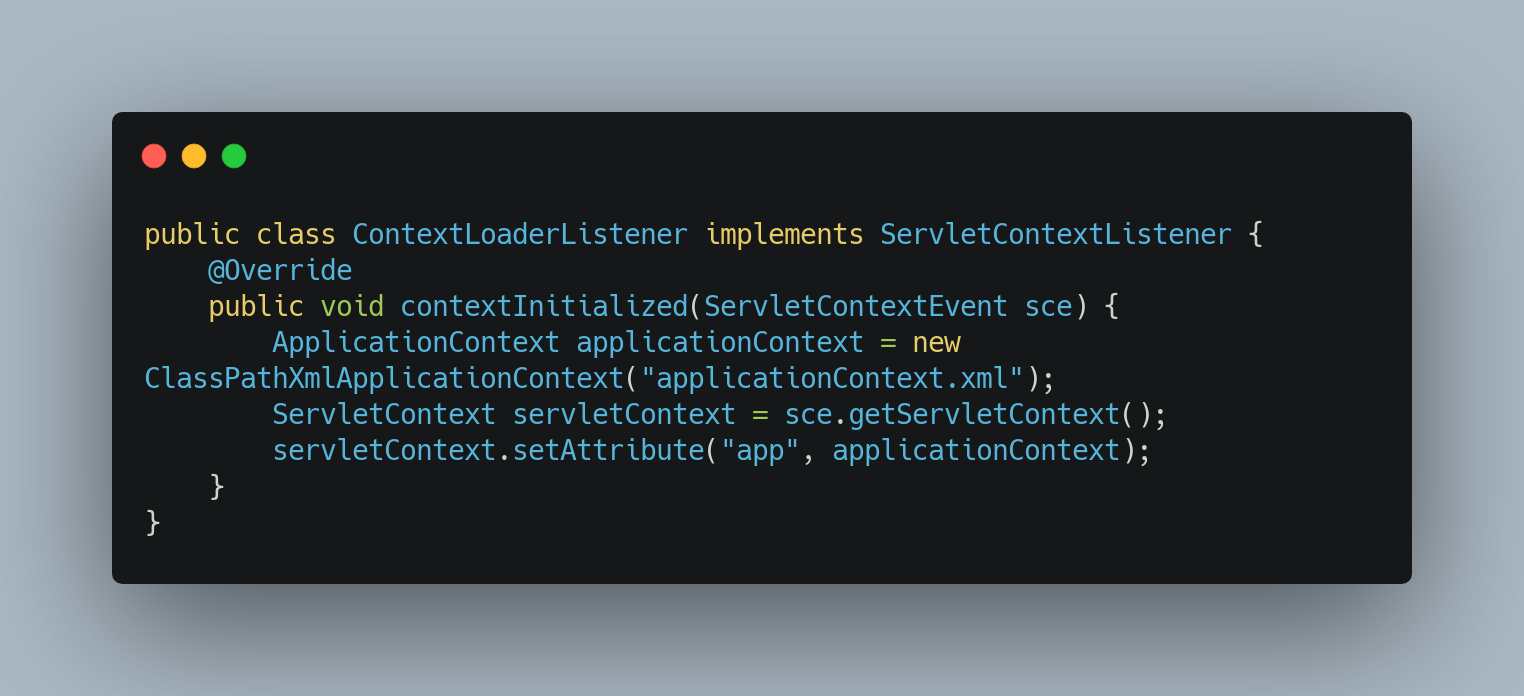 public class ContextLoaderListener implements ServletContextListener {
    @Override
    public void contextInitialized(ServletContextEvent sce) {
        ApplicationContext applicationContext = new
ClassPathXmlApplicationContext("applicationContext.xml");
        ServletContext servletContext = sce.getServletContext();
        servletContext.setAttribute("app", applicationContext);
    }
}